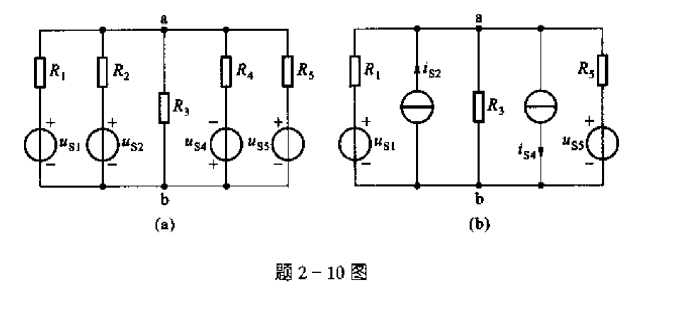 a a
R1 R2 R3 R4 R5 R1 iS2 R3 R5
+ + − + +
uS1 uS2 uS4 uS5 uS1 iS4 uS5
− − + − − −
b b
(a) (b)
题 2-10 图